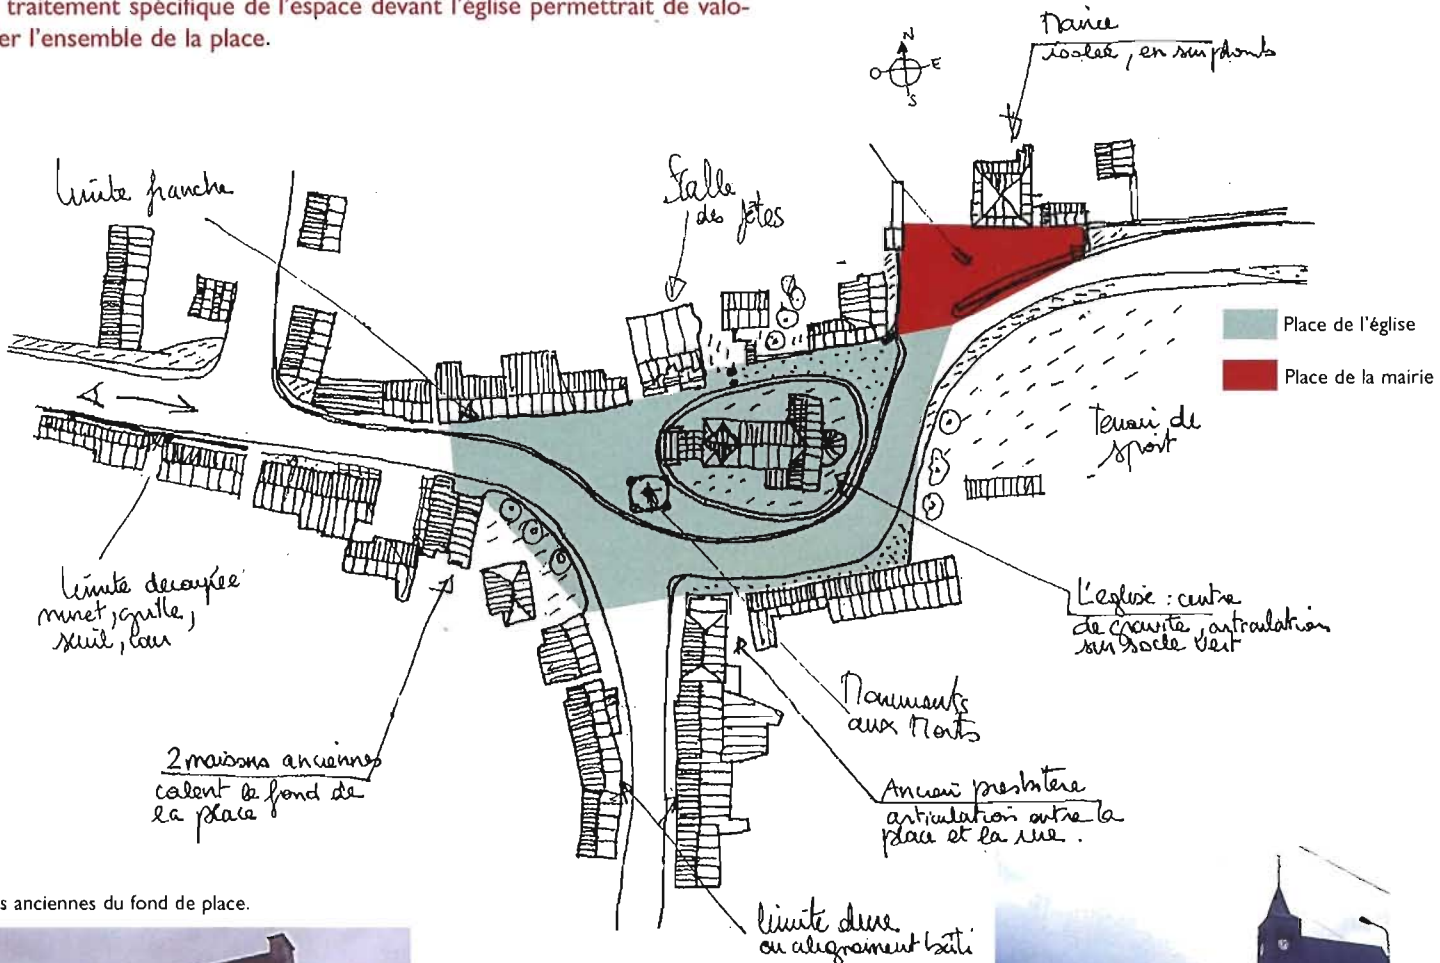 traitement spécifique de l'espace devant l'église permettrait de valo-
er l'ensemble de la place.
N
O
E
S
Mairie
isolée, en surplomb
limite franche
Salle
des fêtes
Place de l'église
Place de la mairie
terrain de
sport
limite découpée
muret, grille,
seuil, cour
L'eglise : centre
de gravité, articulation
sur socle vert
Monuments
aux Morts
2 maisons anciennes
calent le fond de
la place
Ancien presbitère
articulation entre la
place et la rue.
s anciennes du fond de place.
limite dure
ou alignement bâti